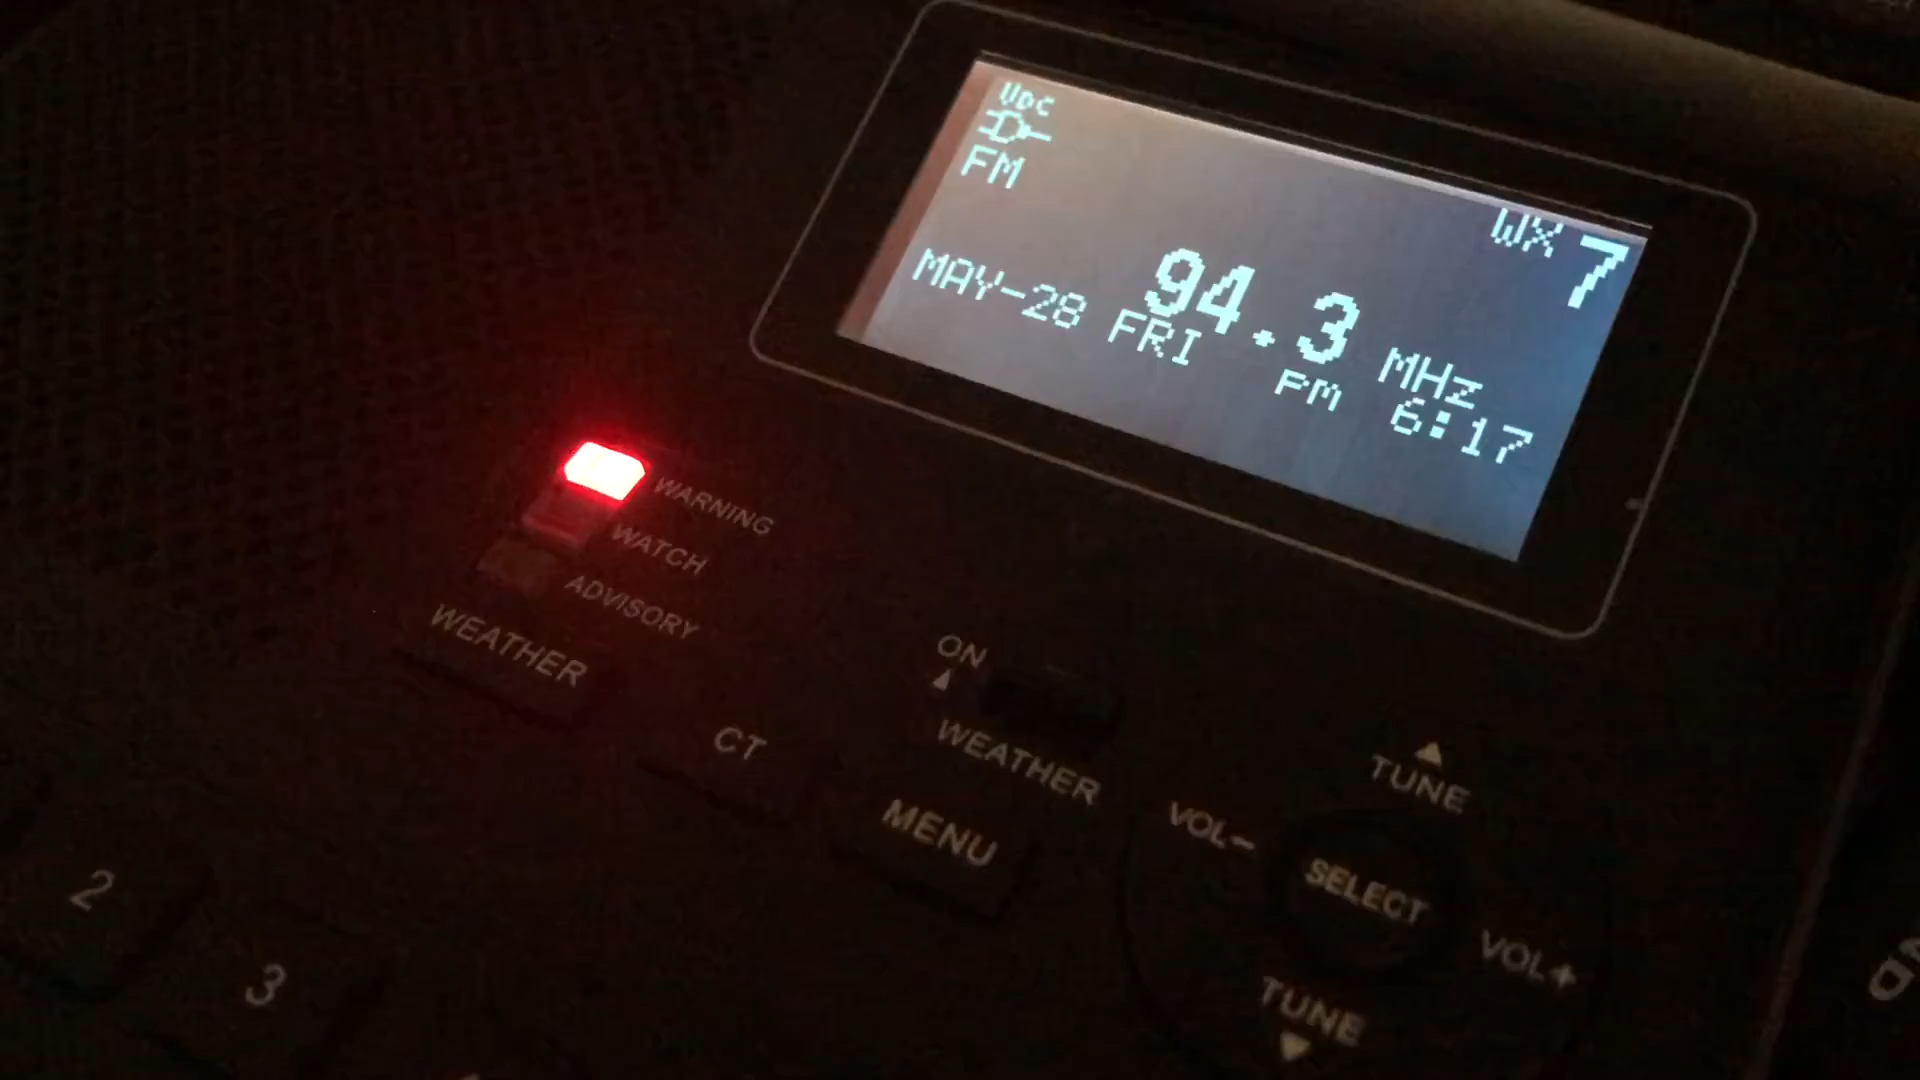 VDC
FM
WX 7
94.3 MHz
MAY-28 FRI PM 6:17
WARNING
WATCH
ADVISORY
WEATHER
CT
ON
WEATHER
MENU
TUNE
VOL-
SELECT
VOL+
TUNE
2
3